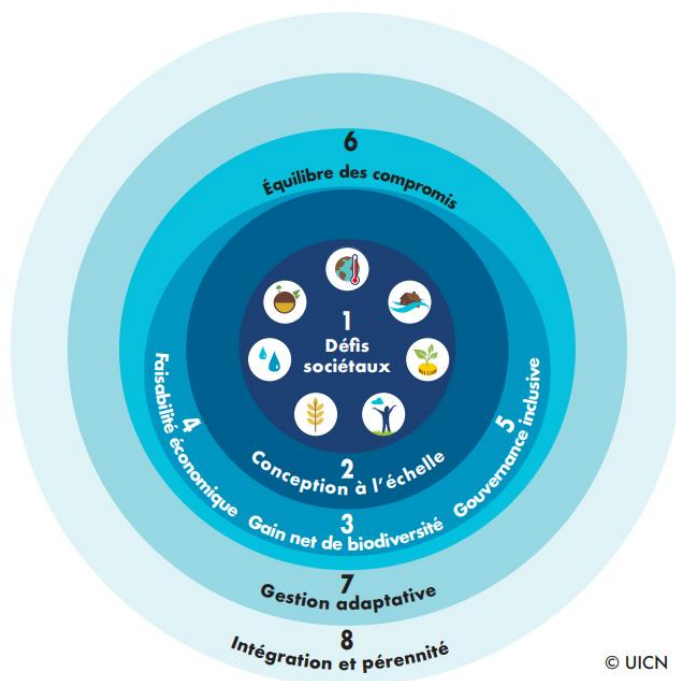 6
Équilibre des compromis
1
Défis
sociétaux
4
Faisabilité économique
5
Gouvernance inclusive
2
Conception à l'échelle
3
Gain net de biodiversité
7
Gestion adaptative
8
Intégration et pérennité
© UICN